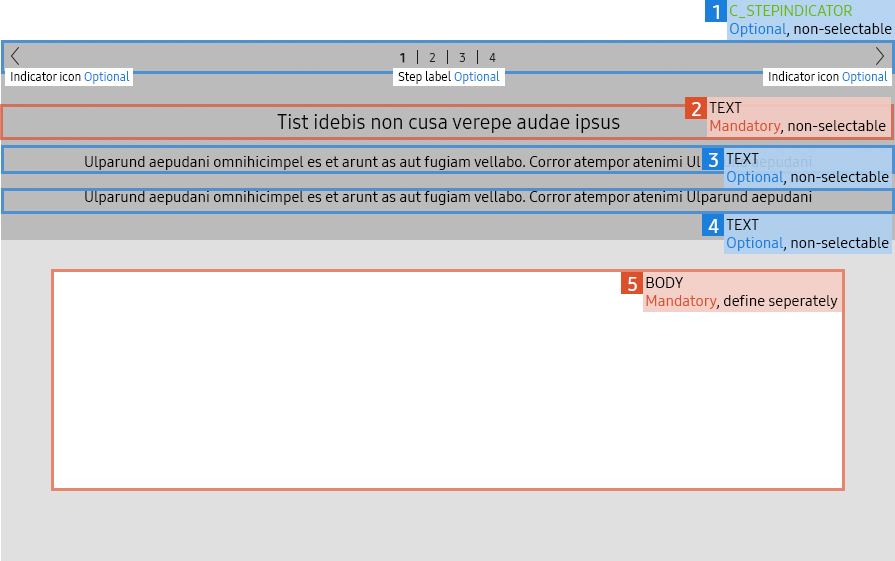 1 C_STEPINDICATOR
Optional, non-selectable
1 | 2 | 3 | 4
Indicator icon Optional
Step label Optional
Indicator icon Optional
2 TEXT
Mandatory, non-selectable
Tist idebis non cusa verepe audae ipsus
3 TEXT
Optional, non-selectable
Ulparund aepudani omnihicimpel es et arunt as aut fugiam vellabo. Corror atempor atenimi Ulparund aepudani
Ulparund aepudani omnihicimpel es et arunt as aut fugiam vellabo. Corror atempor atenimi Ulparund aepudani
4 TEXT
Optional, non-selectable
5 BODY
Mandatory, define seperately